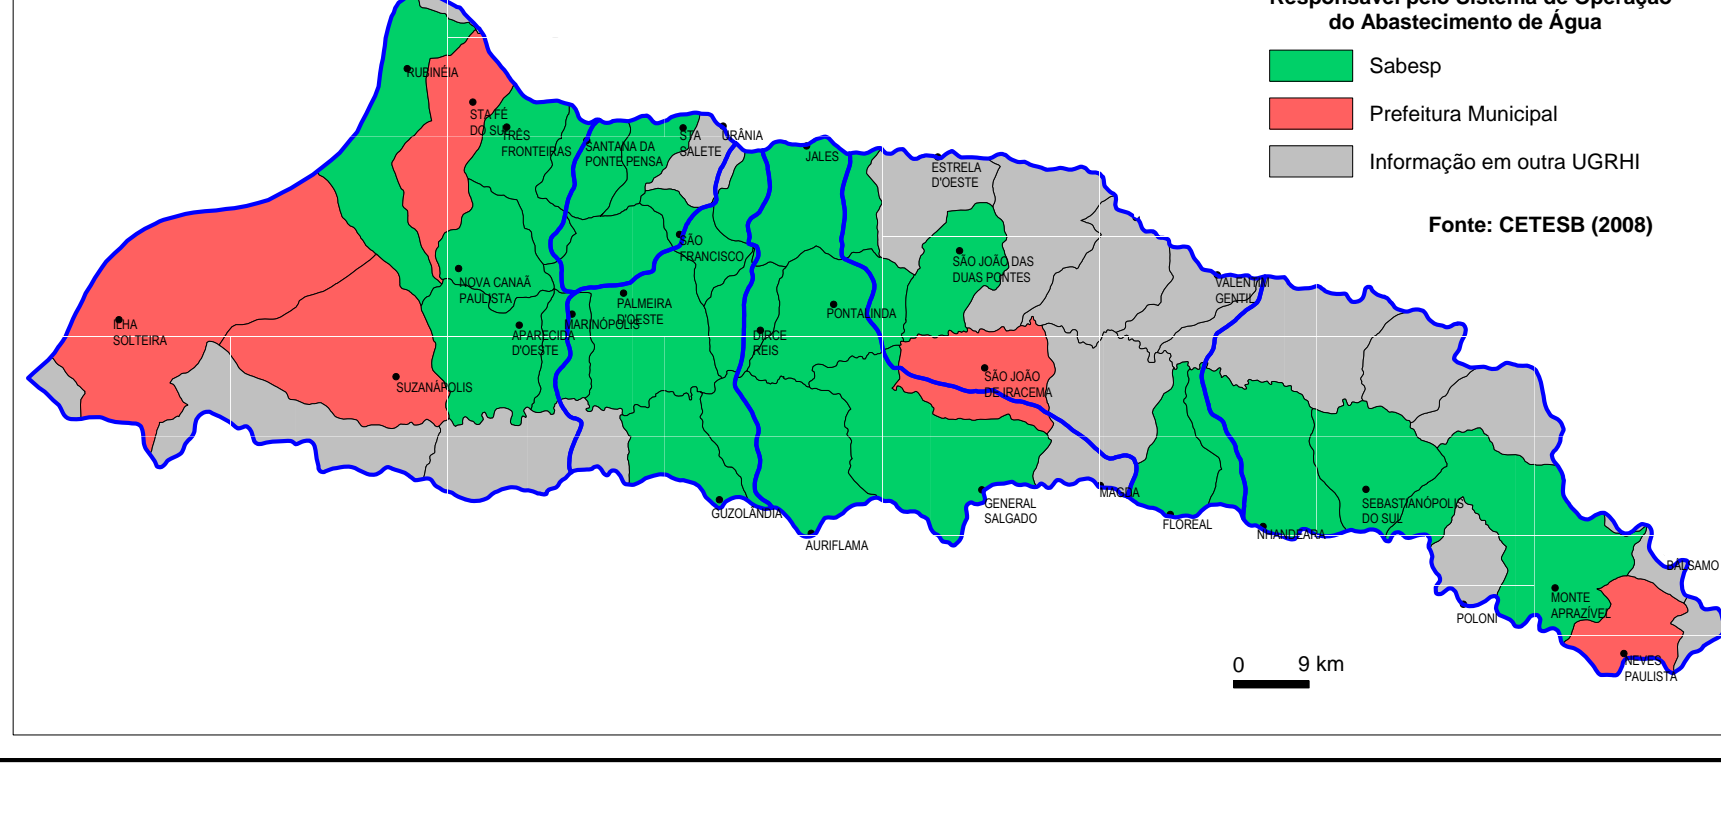 Responsável pelo Sistema de Operação
do Abastecimento de Água
Sabesp
Prefeitura Municipal
Informação em outra UGRHI
Fonte: CETESB (2008)
RUBINÉIA
STA FÉ
DO SUL
TRÊS
FRONTEIRAS
SANTANA DA
PONTE PENSA
STA
SALETE
URÂNIA
JALES
ESTRELA
D'OESTE
SÃO
FRANCISCO
SÃO JOÃO DAS
DUAS PONTES
NOVA CANAÃ
PAULISTA
PALMEIRA
D'OESTE
MARINÓPOLIS
APARECIDA
D'OESTE
DIRCE
REIS
PONTALINDA
VALENTIM
GENTIL
ILHA
SOLTEIRA
SUZANÁPOLIS
SÃO JOÃO
DE IRACEMA
GUZOLÂNDIA
AURIFLAMA
GENERAL
SALGADO
MAGDA
FLOREAL
NHANDEARA
SEBASTIANÓPOLIS
DO SUL
BÁLSAMO
MONTE
APRAZÍVEL
POLONI
NEVES
PAULISTA
0 9 km